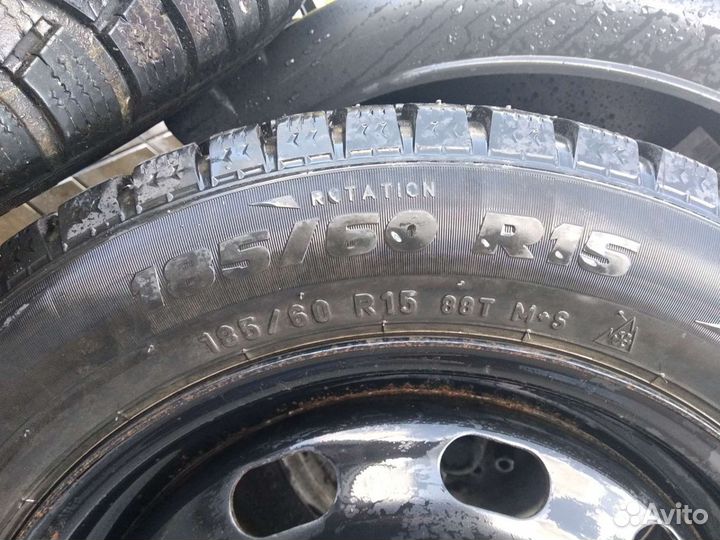 ROTATION
185/60 R15
185/60 R15 88T M+S
Avito